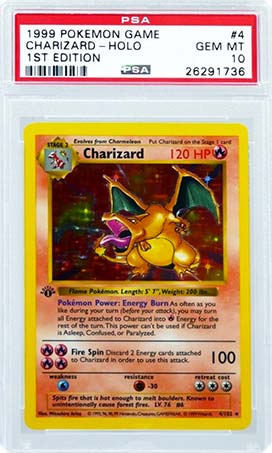 PSA
1999 POKEMON GAME #4
CHARIZARD - HOLO GEM MT
1ST EDITION 10
PSA 26291736
STAGE 2 Evolves from Charmeleon Put Charizard on the Stage 1 card
Charizard 120 HP
Flame Pokémon. Length: 5' 7", Weight: 200 lbs.
Pokémon Power: Energy Burn As often as you
like during your turn (before your attack), you may
turn all Energy attached to Charizard into Energy for
the rest of the turn. This power can't be used if Charizard
is Asleep, Confused, or Paralyzed.
Fire Spin Discard 2 Energy cards attached
to Charizard in order to use this attack. 100
weakness resistance retreat cost
-30
Spits fire that is hot enough to melt boulders. Known to
unintentionally cause forest fires. LV. 76 #6
Illus. Mitsuhiro Arita 4/102